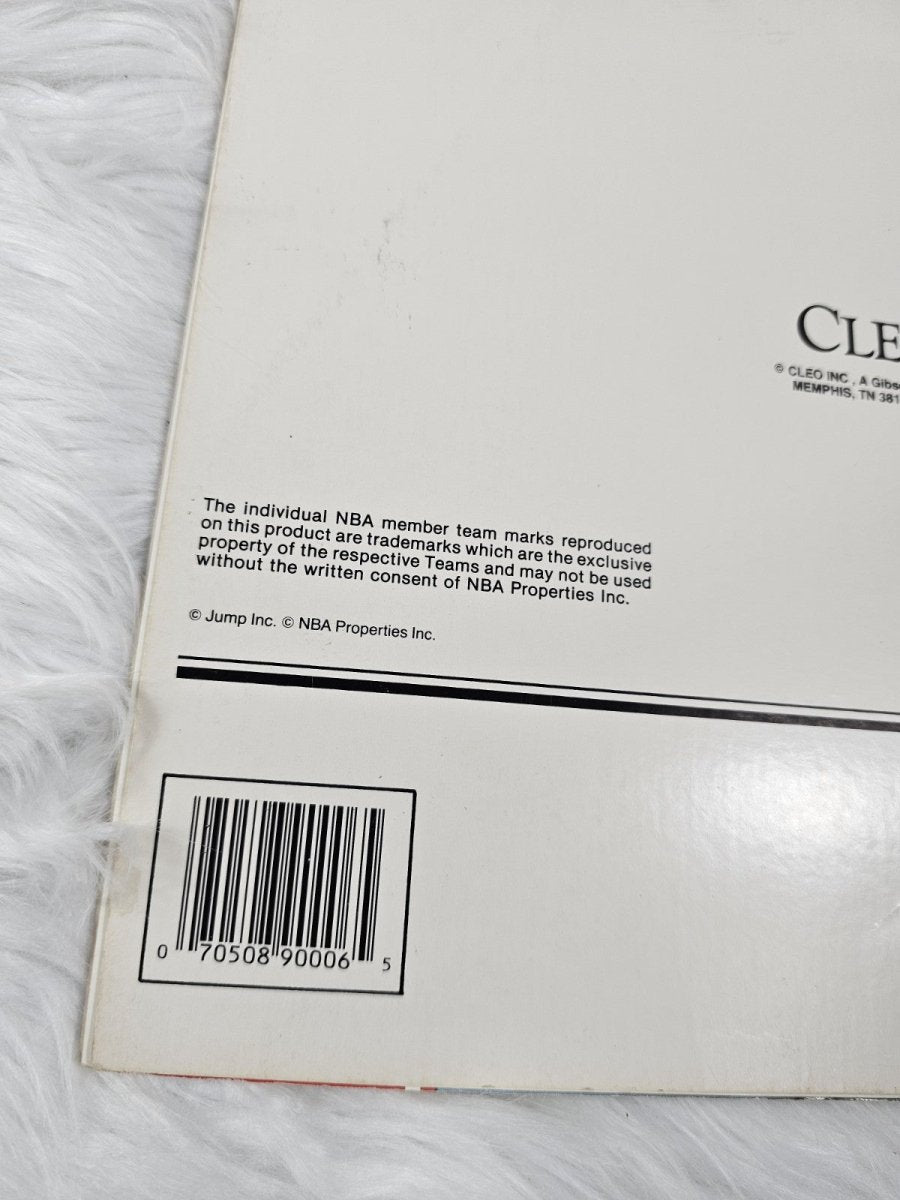 CLE
© CLEO INC., A Gibs
MEMPHIS, TN 381
The individual NBA member team marks reproduced
on this product are trademarks which are the exclusive
property of the respective Teams and may not be used
without the written consent of NBA Properties Inc.
© Jump Inc. © NBA Properties Inc.
0 70508 90006 5